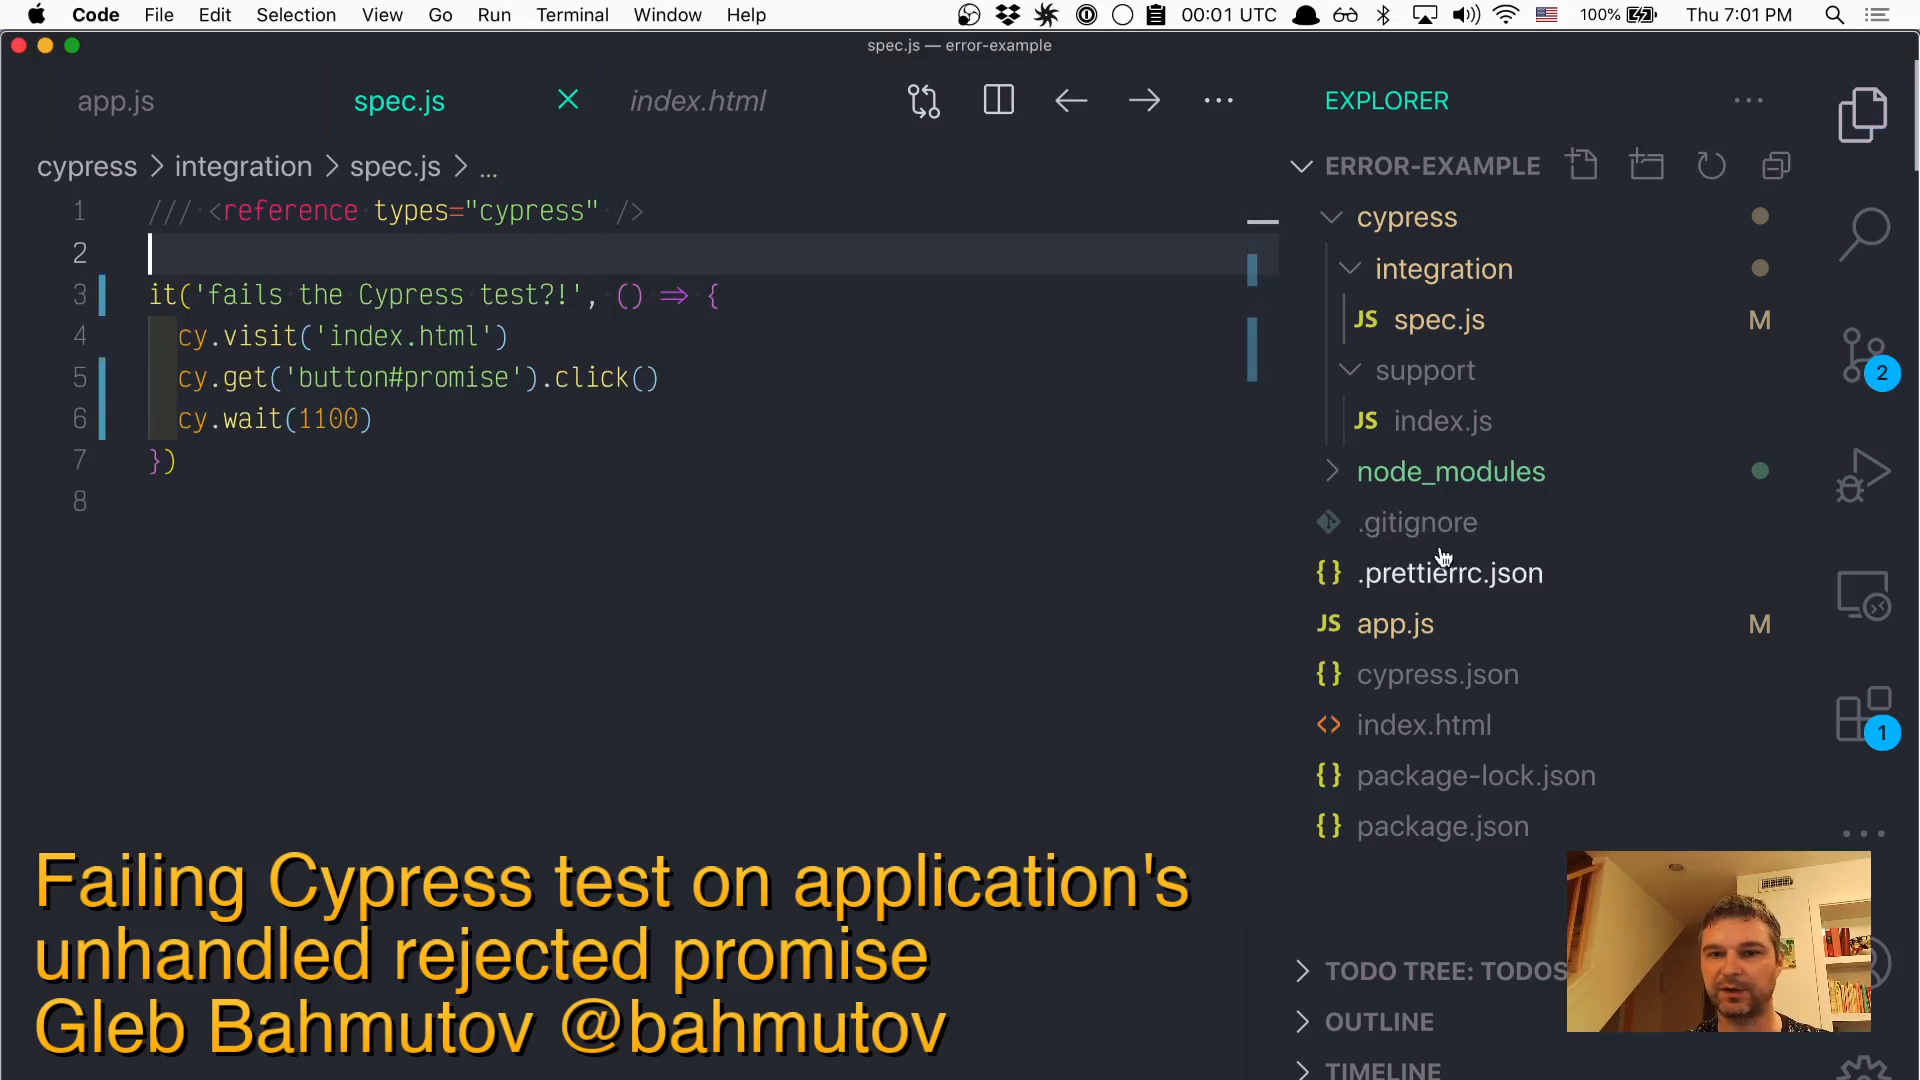 Code File Edit Selection View Go Run Terminal Window Help 00:01 UTC 100% Thu 7:01 PM
spec.js — error-example
app.js spec.js index.html
EXPLORER
cypress > integration > spec.js > ...
ERROR-EXAMPLE
1 /// <reference types="cypress" />
2
3 it('fails the Cypress test?!', () => {
4 cy.visit('index.html')
5 cy.get('button#promise').click()
6 cy.wait(1100)
7 })
8
cypress
integration
JS spec.js M
support
2
JS index.js
node_modules
.gitignore
{} .prettierrc.json
JS app.js M
{} cypress.json
<> index.html
1
{} package-lock.json
{} package.json
Failing Cypress test on application's
unhandled rejected promise
Gleb Bahmutov @bahmutov
TODO TREE: TODOS
OUTLINE
TIMELINE